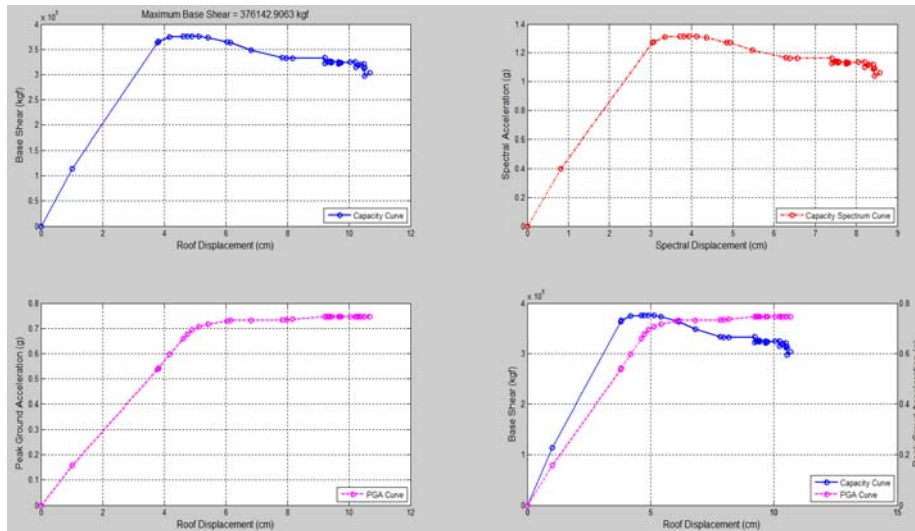 Maximum Base Shear = 376142.9063 kgf
x 10⁵
4
3.5
3
2.5
2
1.5
1
0.5
0
Base Shear (kgf)
Capacity Curve
0 2 4 6 8 10 12
Roof Displacement (cm)
1.4
1.2
1
0.8
0.6
0.4
0.2
0
Spectral Acceleration (g)
Capacity Spectrum Curve
0 1 2 3 4 5 6 7 8 9
Spectral Displacement (cm)
0.8
0.7
0.6
0.5
0.4
0.3
0.2
0.1
0
Peak Ground Acceleration (g)
PGA Curve
0 2 4 6 8 10 12
Roof Displacement (cm)
x 10⁵
4
3
2
1
0
Base Shear (kgf)
0.8
0.6
0.4
0.2
0
Capacity Curve
PGA Curve
0 5 10 15
Roof Displacement (cm)